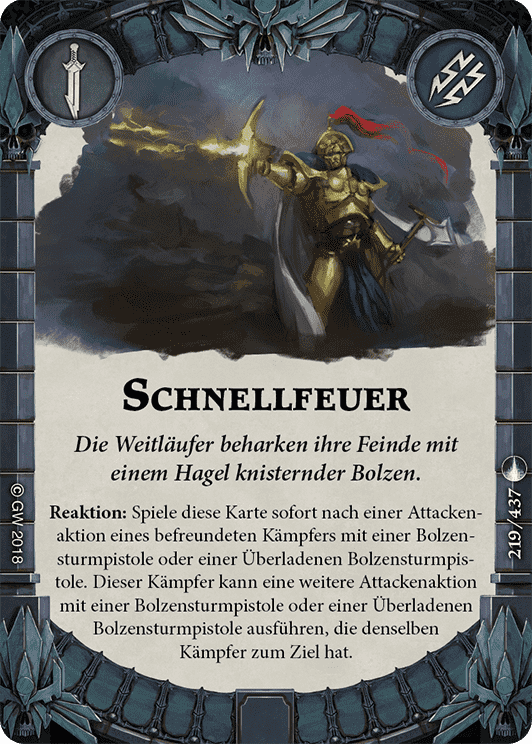 SCHNELLFEUER
Die Weitläufer beharken ihre Feinde mit
einem Hagel knisternder Bolzen.
Reaktion: Spiele diese Karte sofort nach einer Attacken-
aktion eines befreundeten Kämpfers mit einer Bolzen-
sturmpistole oder einer Überladenen Bolzensturmpis-
tole. Dieser Kämpfer kann eine weitere Attackenaktion
mit einer Bolzensturmpistole oder einer Überladenen
Bolzensturmpistole ausführen, die denselben
Kämpfer zum Ziel hat.
© GW 2018
219/437